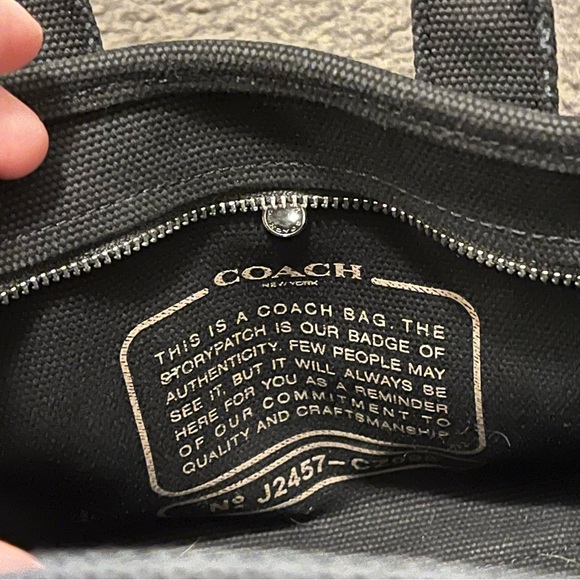 COACH
NEW YORK
THIS IS A COACH BAG. THE
STORYPATCH IS OUR BADGE OF
AUTHENTICITY. FEW PEOPLE MAY
SEE IT, BUT IT WILL ALWAYS BE
HERE FOR YOU AS A REMINDER
OF OUR COMMITMENT TO
QUALITY AND CRAFTSMANSHIP
Nº J2457-